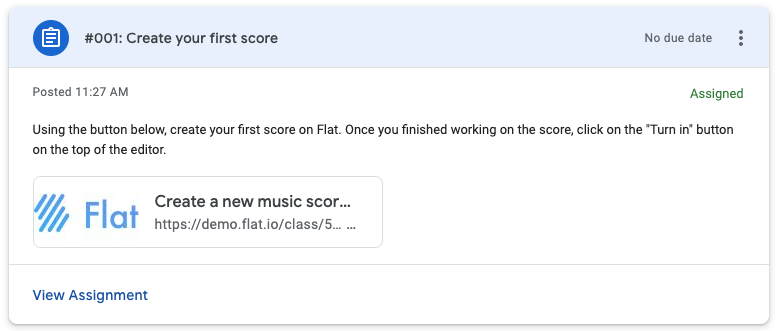 #001: Create your first score
No due date
Posted 11:27 AM
Assigned
Using the button below, create your first score on Flat. Once you finished working on the score, click on the "Turn in" button
on the top of the editor.
Flat
Create a new music scor...
https://demo.flat.io/class/5... ...
View Assignment